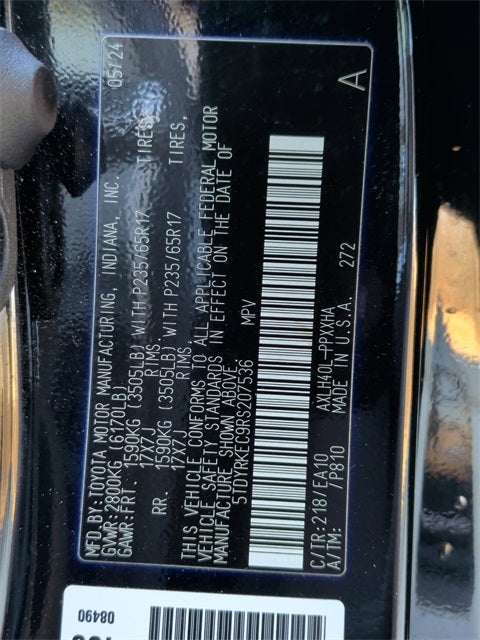 MFD. BY:TOYOTA MOTOR MANUFACTURING, INDIANA, INC. 05/24
GVWR:2800KG (6170LB)
GAWR:FRT. 1590KG (3505LB) WITH P235/65R17 TIRES,
17X7J RIMS,
RR. 1590KG (3505LB) WITH P235/65R17 TIRES,
17X7J RIMS,
THIS VEHICLE CONFORMS TO ALL APPLICABLE FEDERAL MOTOR
VEHICLE SAFETY STANDARDS IN EFFECT ON THE DATE OF
MANUFACTURE SHOWN ABOVE.
5TDYRKEC9RS207536 MPV
A
C/TR:218/EA10 AXLH40L-PPXXHA 272
A/TM: /P810 MADE IN U.S.A.
08490